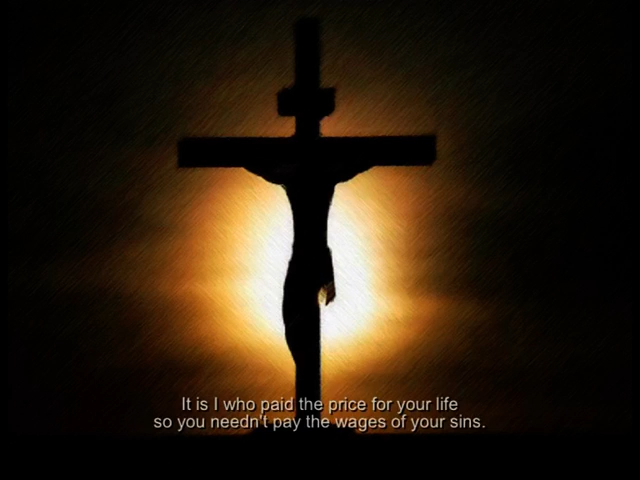 It is I who paid the price for your life
so you needn't pay the wages of your sins.